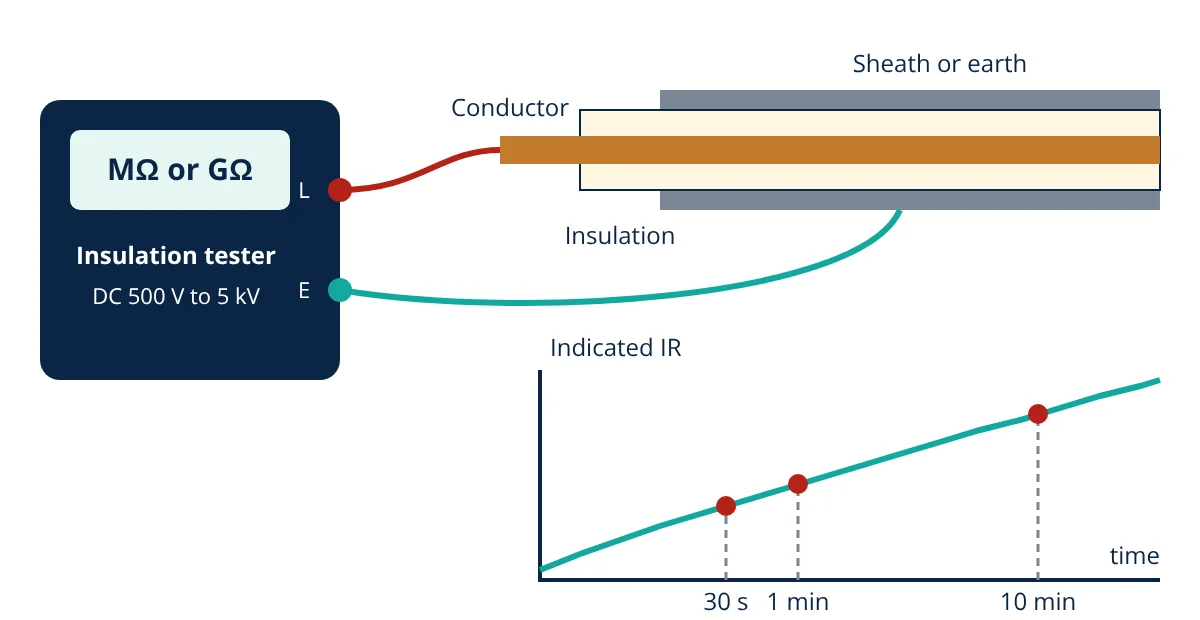 Sheath or earth
Conductor
MΩ or GΩ
L
Insulation
Insulation tester
DC 500 V to 5 kV
E
Indicated IR
time
30 s
1 min
10 min